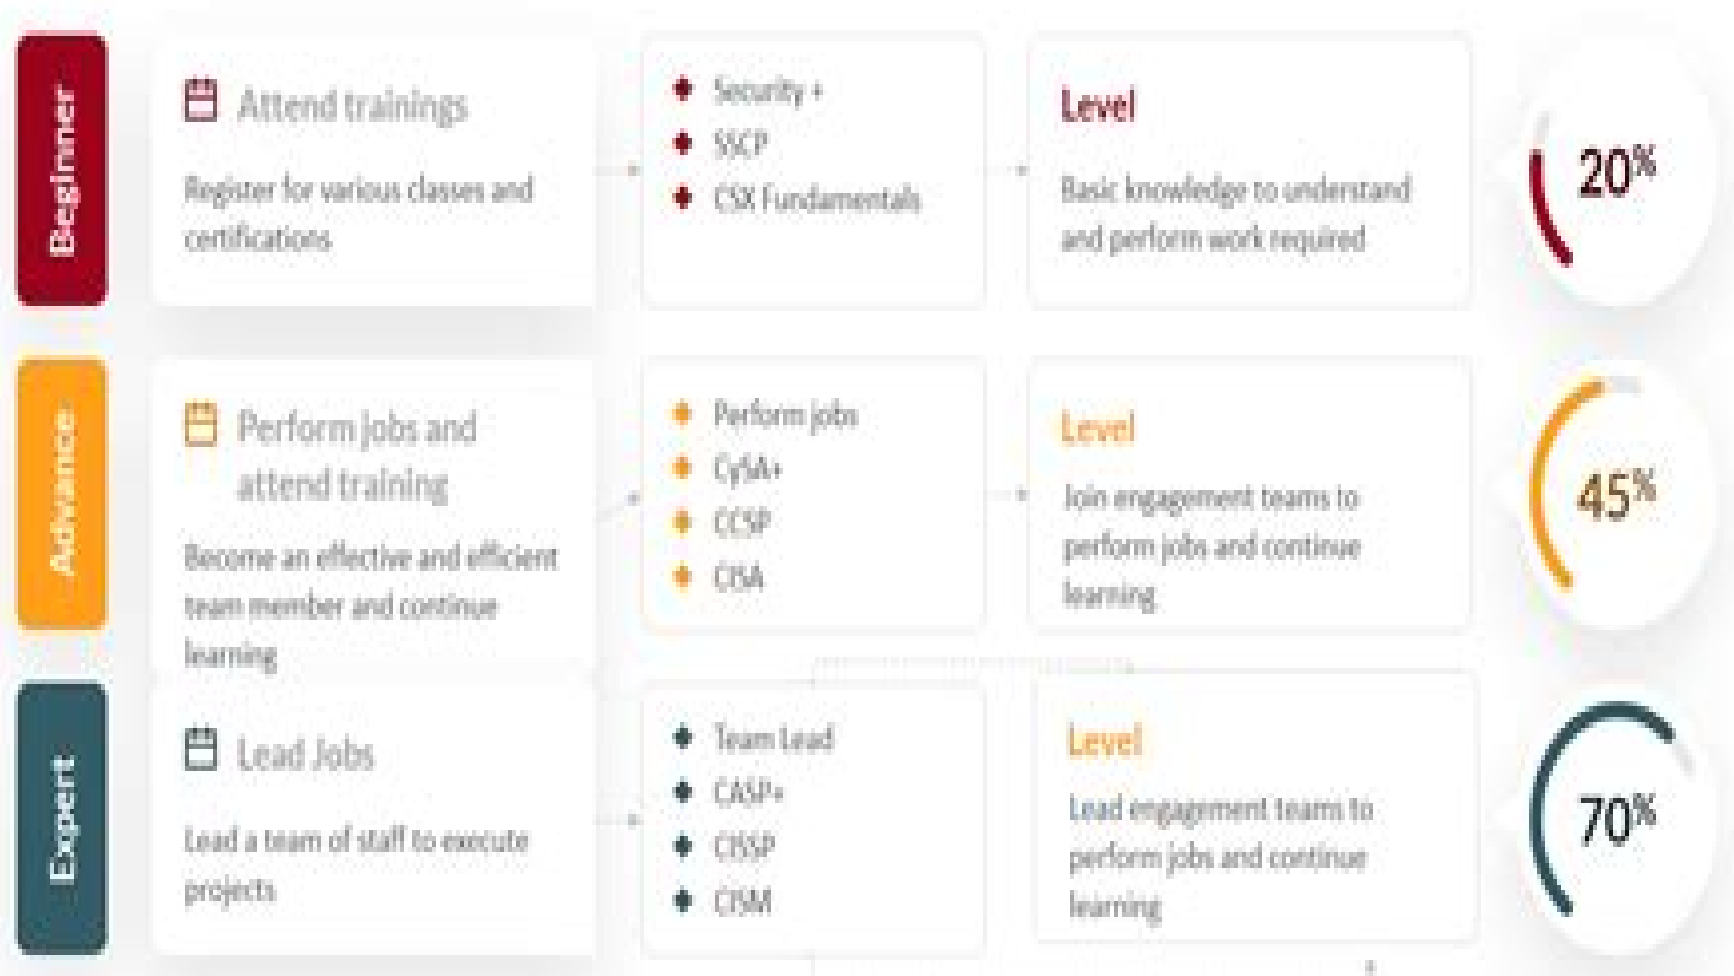 Beginner
Attend trainings
Register for various classes and
certifications
Security +
SSCP
CSX Fundamentals
Level
Basic knowledge to understand
and perform work required
20%
Advance
Perform jobs and
attend training
Become an effective and efficient
team member and continue
learning
Perform jobs
CySA+
CCSP
CISA
Level
Join engagement teams to
perform jobs and continue
learning
45%
Expert
Lead Jobs
Lead a team of staff to execute
projects
Team Lead
CASP+
CISSP
CISM
Level
Lead engagement teams to
perform jobs and continue
learning
70%